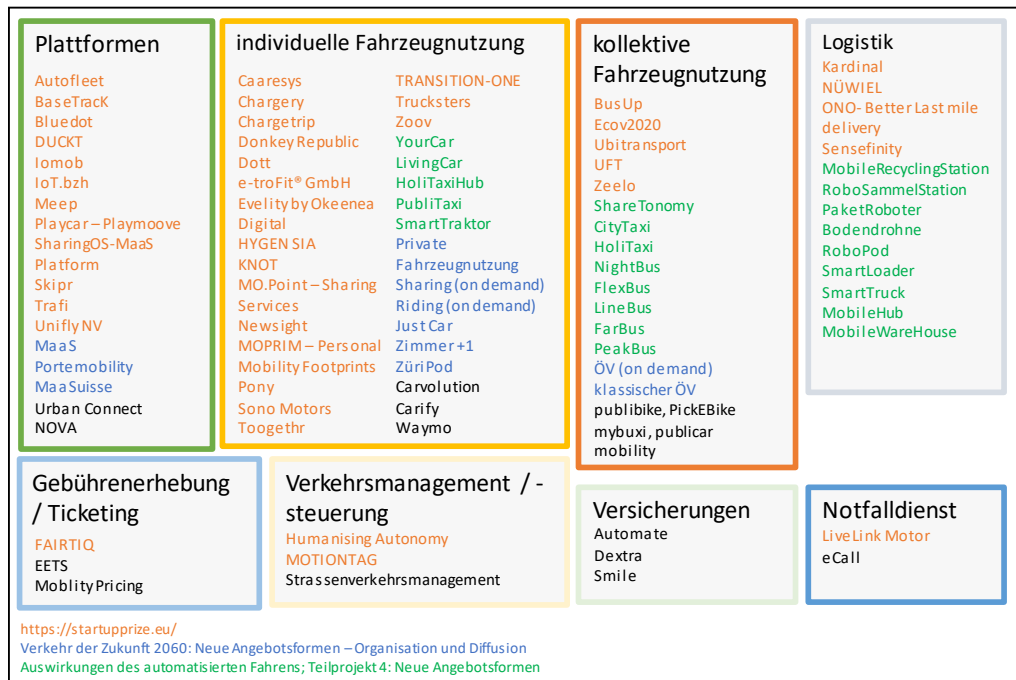 Plattformen
Autofleet
BaseTracK
Bluedot
DUCKT
Iomob
IoT.bzh
Meep
Playcar – Playmoove
SharingOS-MaaS
Platform
Skipr
Trafi
Unifly NV
MaaS
Portemobility
MaaSuisse
Urban Connect
NOVA
individuelle Fahrzeugnutzung
Caaresys
Chargery
Chargetrip
Donkey Republic
Dott
e-troFit® GmbH
Evelity by Okeenea
Digital
HYGEN SIA
KNOT
MO.Point – Sharing
Services
Newsight
MOPRIM – Personal
Mobility Footprints
Pony
Sono Motors
Toogethr
TRANSITION-ONE
Trucksters
Zoov
YourCar
LivingCar
HoliTaxiHub
PubliTaxi
SmartTraktor
Private
Fahrzeugnutzung
Sharing (on demand)
Riding (on demand)
Just Car
Zimmer +1
ZüriPod
Carvolution
Carify
Waymo
kollektive
Fahrzeugnutzung
BusUp
Ecov2020
Ubitransport
UFT
Zeelo
ShareTonomy
CityTaxi
HoliTaxi
NightBus
FlexBus
LineBus
FarBus
PeakBus
ÖV (on demand)
klassischer ÖV
publibike, PickEBike
mybuxi, publicar
mobility
Logistik
Kardinal
NÜWIEL
ONO- Better Last mile
delivery
Sensefinity
MobileRecyclingStation
RoboSammelStation
PaketRoboter
Bodendrohne
RoboPod
SmartLoader
SmartTruck
MobileHub
MobileWareHouse
Gebührenerhebung
/ Ticketing
FAIRTIQ
EETS
Moblity Pricing
Verkehrsmanagement / -
steuerung
Humanising Autonomy
MOTIONTAG
Strassenverkehrsmanagement
Versicherungen
Automate
Dextra
Smile
Notfalldienst
LiveLink Motor
eCall
https://startupprize.eu/
Verkehr der Zukunft 2060: Neue Angebotsformen – Organisation und Diffusion
Auswirkungen des automatisierten Fahrens; Teilprojekt 4: Neue Angebotsformen